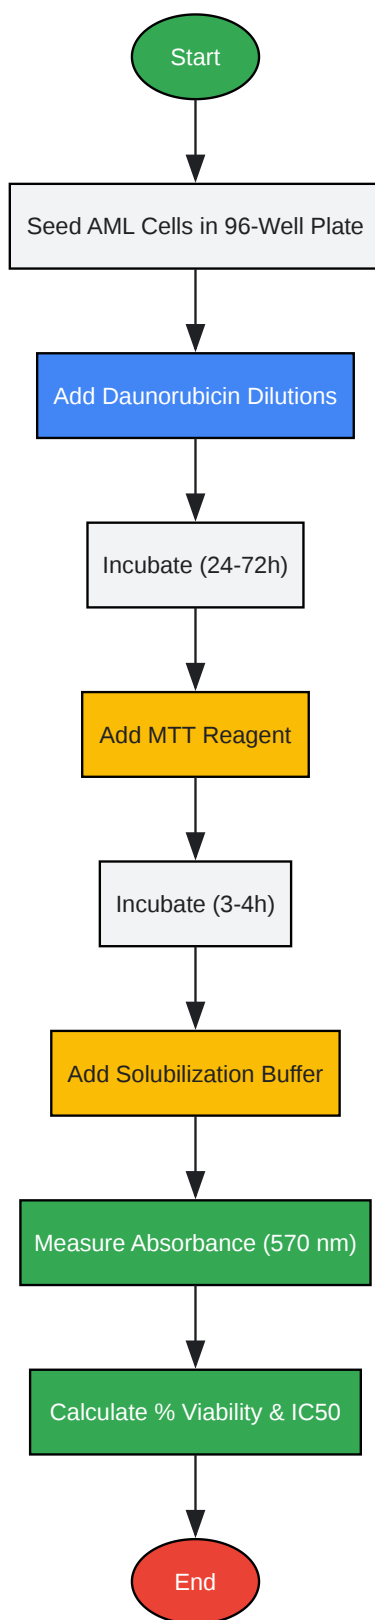 Start
Seed AML Cells in 96-Well Plate
Add Daunorubicin Dilutions
Incubate (24-72h)
Add MTT Reagent
Incubate (3-4h)
Add Solubilization Buffer
Measure Absorbance (570 nm)
Calculate % Viability & IC50
End